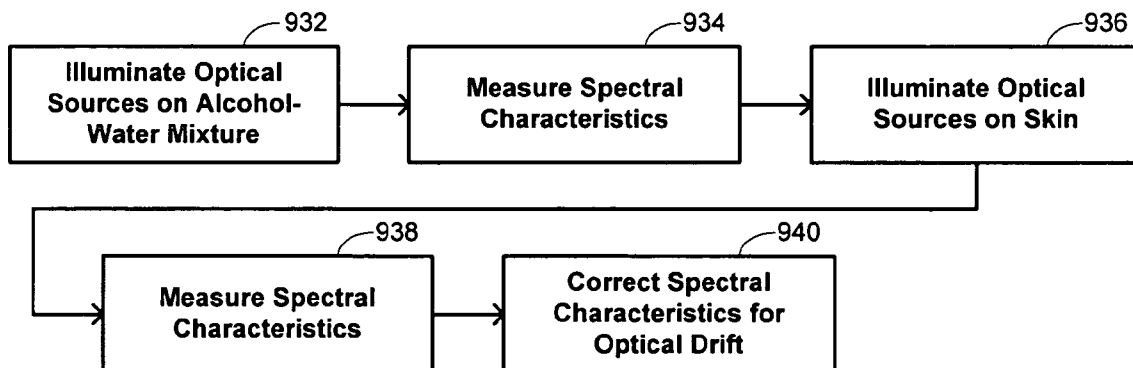 932
934
936
Illuminate Optical
Sources on Alcohol-
Water Mixture
Measure Spectral
Characteristics
Illuminate Optical
Sources on Skin
938
940
Measure Spectral
Characteristics
Correct Spectral
Characteristics for
Optical Drift